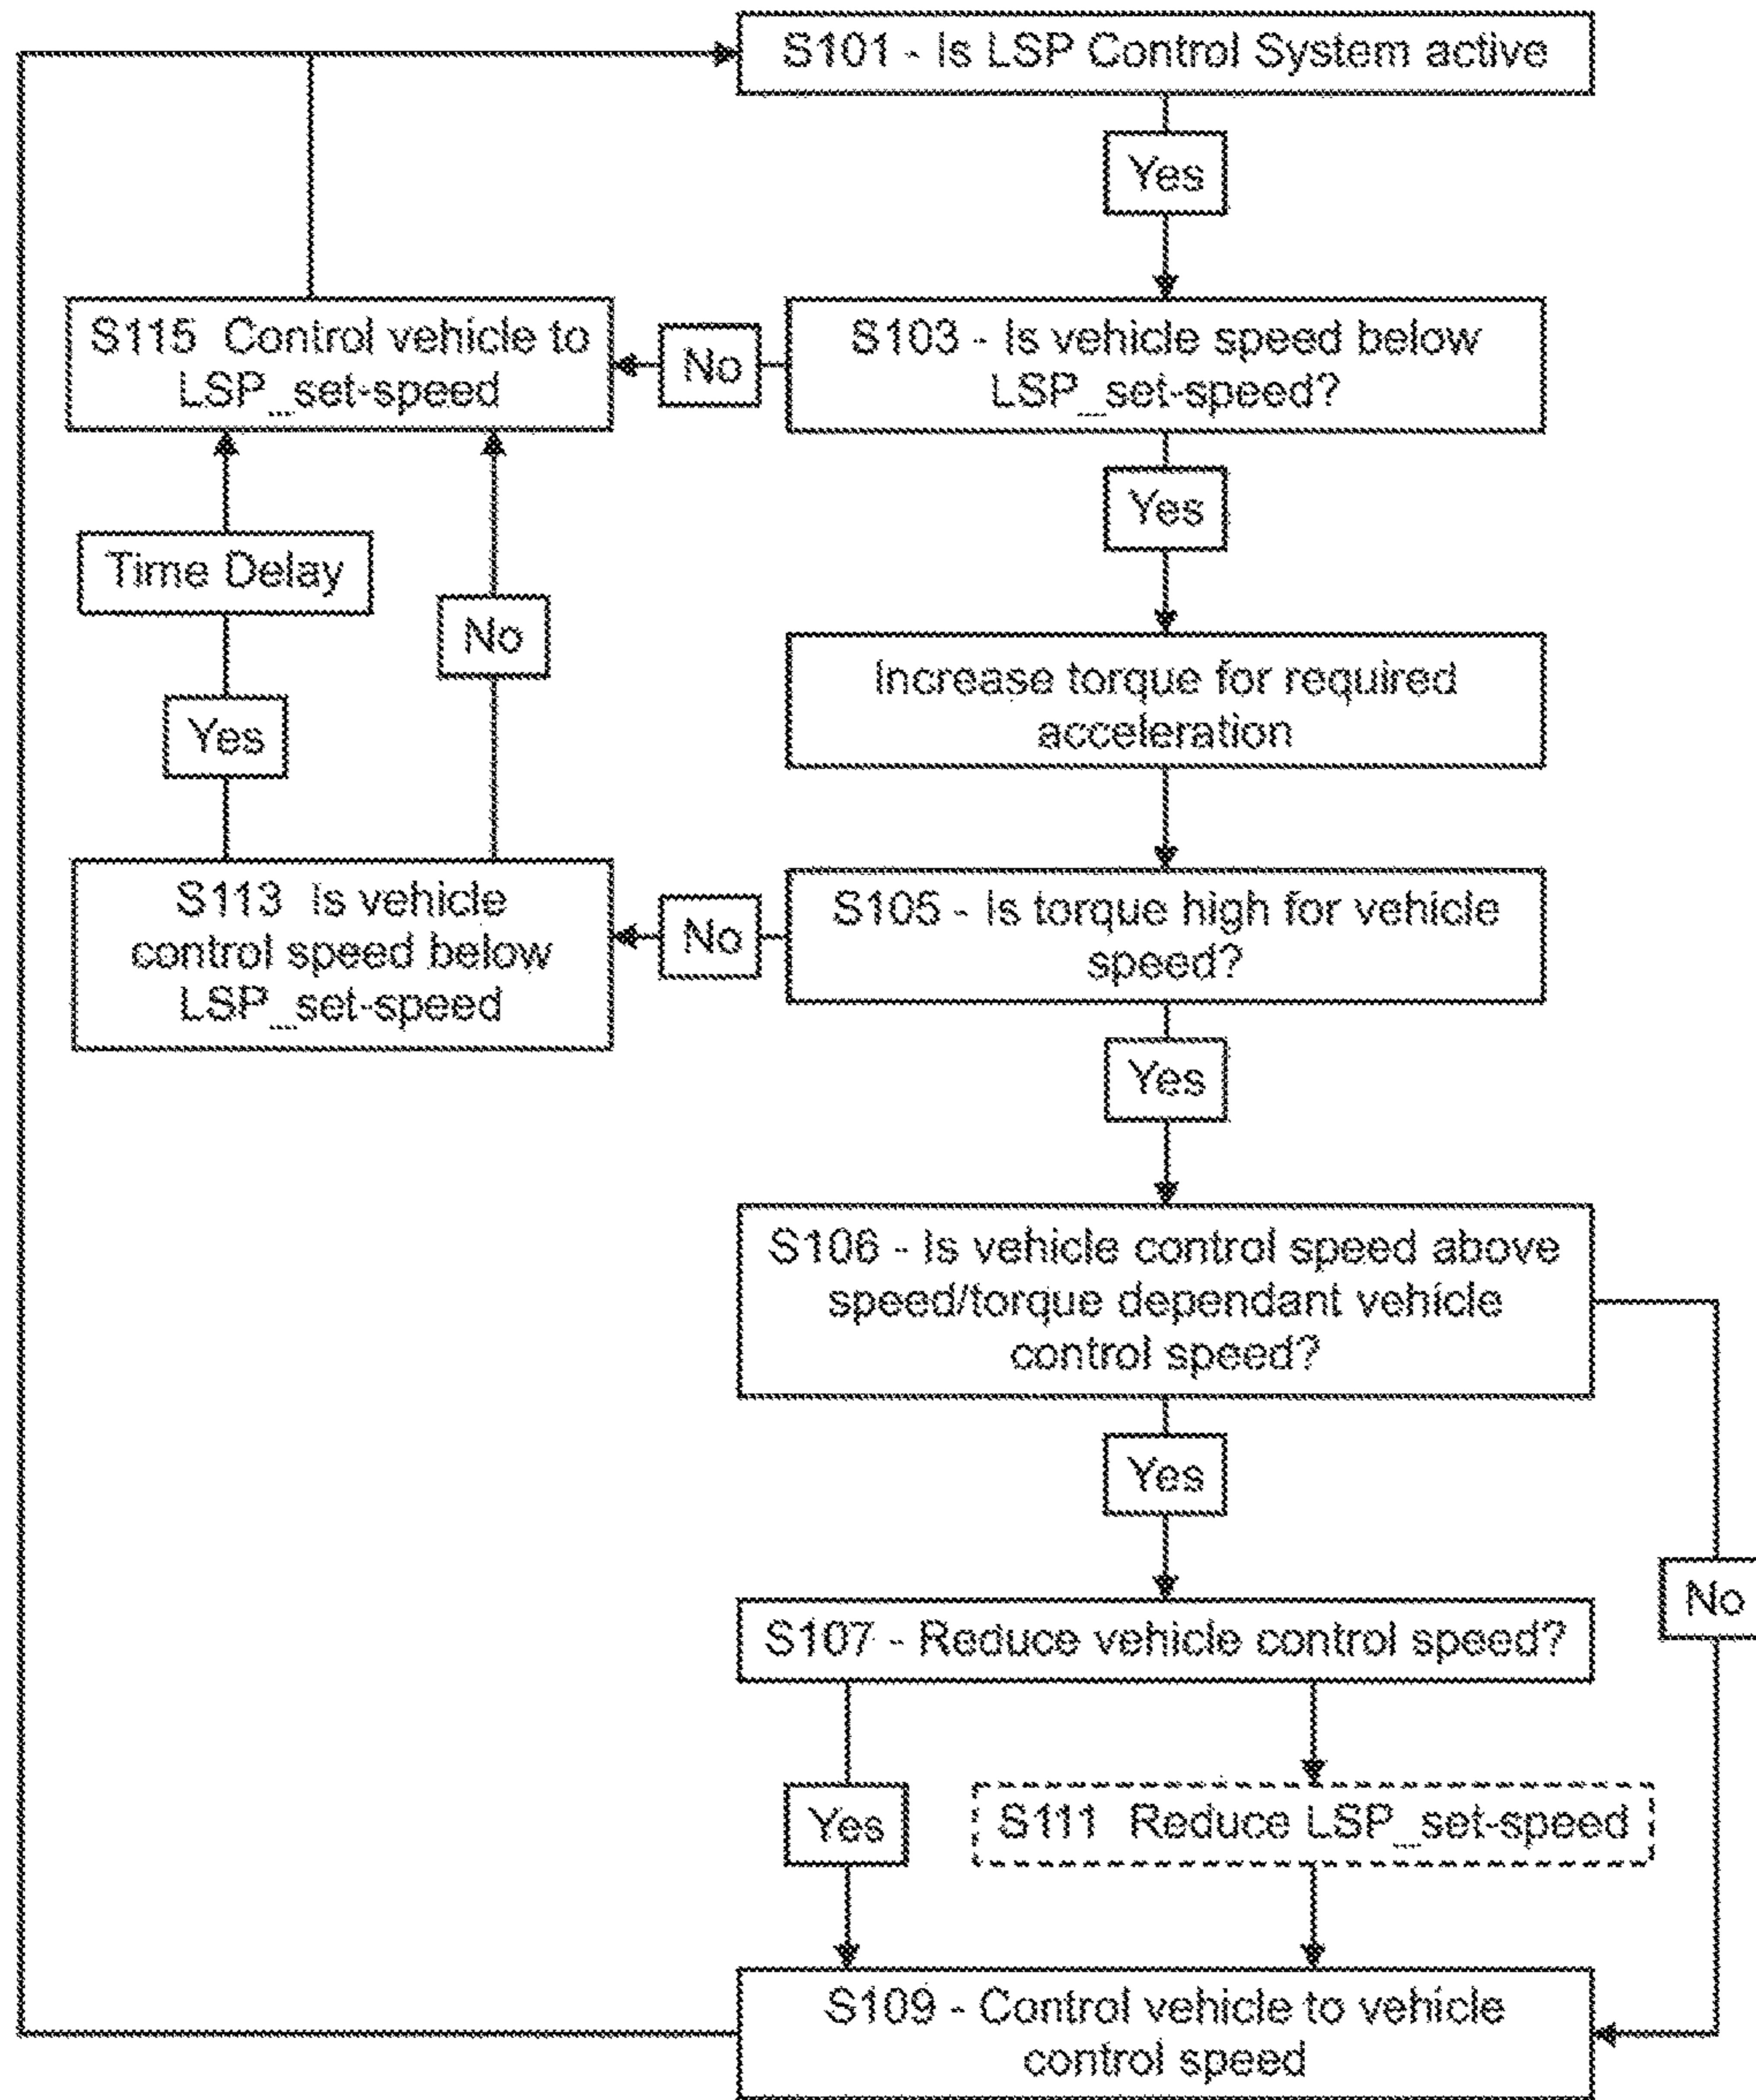 S101 - Is LSP Control System active
Yes
S115 Control vehicle to
LSP_set-speed
No
S103 - Is vehicle speed below
LSP_set-speed?
Yes
Time Delay
No
Increase torque for required
acceleration
Yes
S113 Is vehicle
control speed below
LSP_set-speed
No
S105 - Is torque high for vehicle
speed?
Yes
S106 - Is vehicle control speed above
speed/torque dependant vehicle
control speed?
Yes
No
S107 - Reduce vehicle control speed?
Yes
S111 Reduce LSP_set-speed
S109 - Control vehicle to vehicle
control speed